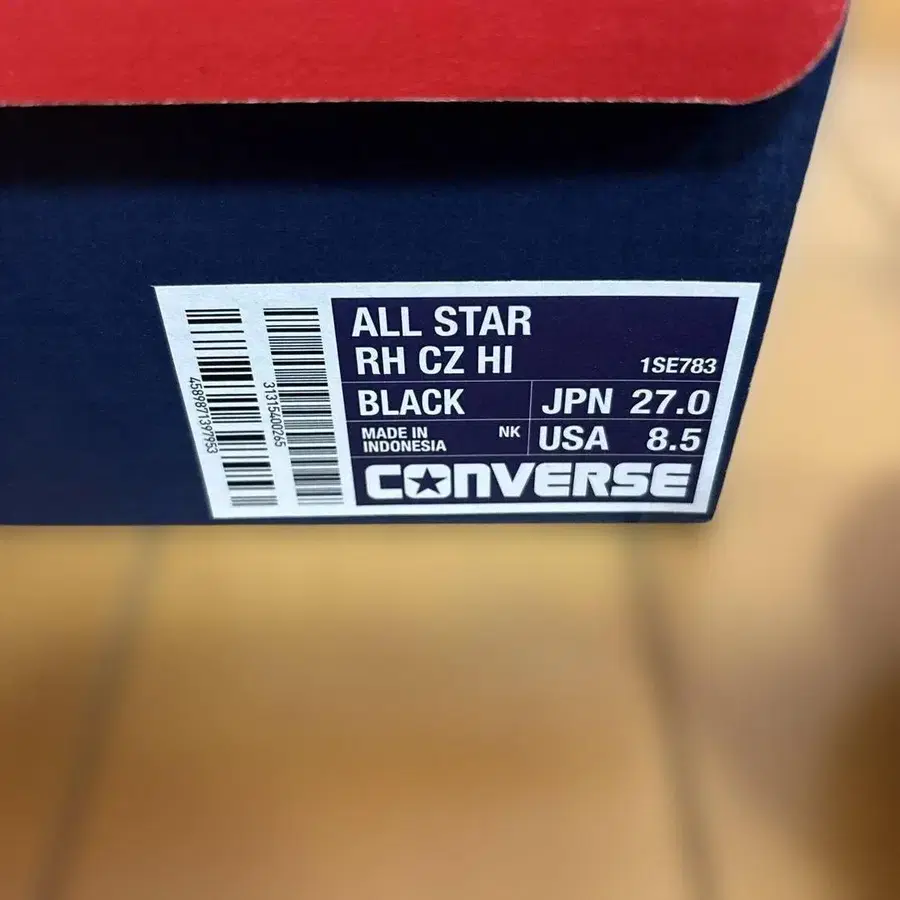 ALL STAR
RH CZ HI
1SE783
BLACK
JPN 27.0
MADE IN
INDONESIA
NK
USA 8.5
CONVERSE
4589871397953
31315400265